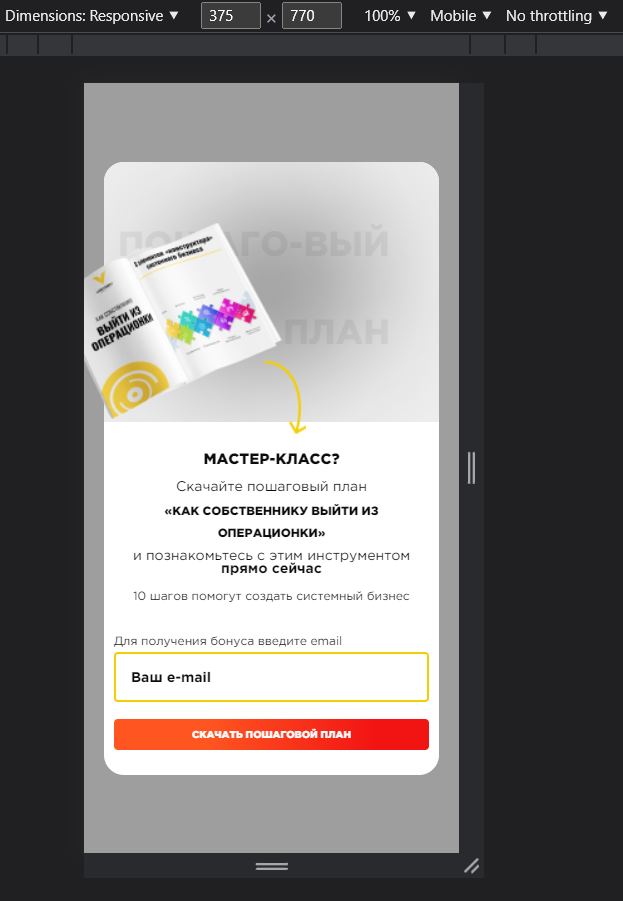 Dimensions: Responsive ▼ 375 × 770 100% ▼ Mobile ▼ No throttling ▼
ПОШАГО-ВЫЙ
ПЛАН
КАК СОБСТВЕННИКУ
ВЫЙТИ ИЗ
ОПЕРАЦИОНКИ
МАСТЕР-КЛАСС?
Скачайте пошаговый план
«КАК СОБСТВЕННИКУ ВЫЙТИ ИЗ
ОПЕРАЦИОНКИ»
и познакомьтесь с этим инструментом
прямо сейчас
10 шагов помогут создать системный бизнес
Для получения бонуса введите email
Ваш e-mail
СКАЧАТЬ ПОШАГОВОЙ ПЛАН